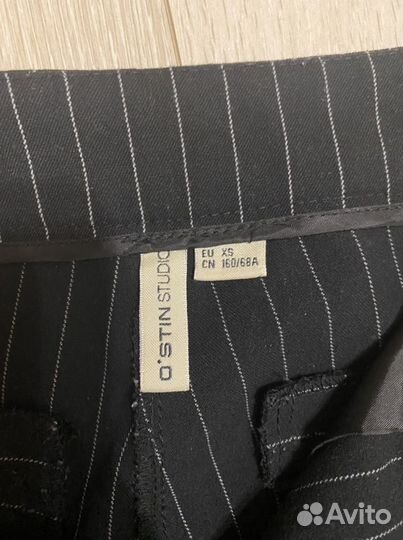 O'STIN STUDIO
EU XS
CN 160/68A
Avito